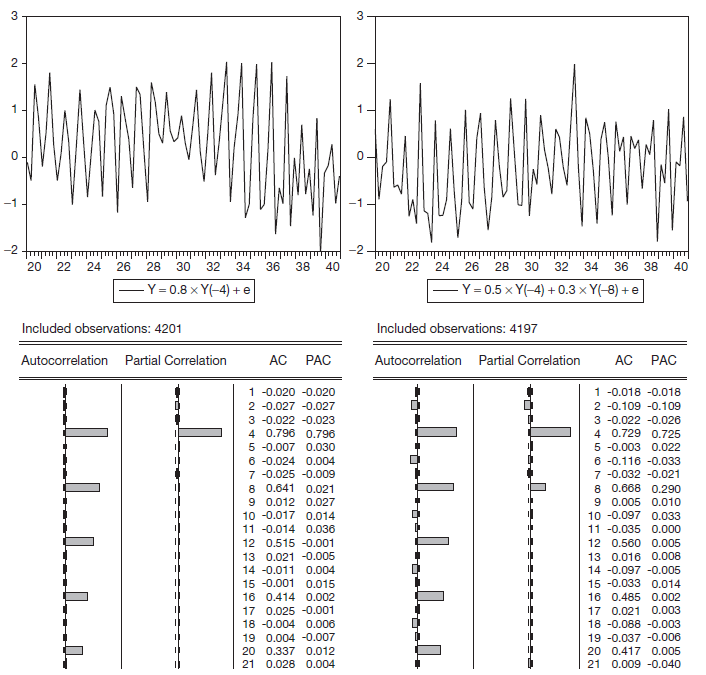 3
2
1
0
−1
−2
20 22 24 26 28 30 32 34 36 38 40
Y = 0.8 × Y(−4) + e
3
2
1
0
−1
−2
20 22 24 26 28 30 32 34 36 38 40
Y = 0.5 × Y(−4) + 0.3 × Y(−8) + e
Included observations: 4201
Autocorrelation Partial Correlation AC PAC
1 -0.020 -0.020
2 -0.027 -0.027
3 -0.022 -0.023
4 0.796 0.796
5 -0.007 0.030
6 -0.024 0.004
7 -0.025 -0.009
8 0.641 0.021
9 0.012 0.027
10 -0.017 0.014
11 -0.014 0.036
12 0.515 -0.001
13 0.021 -0.005
14 -0.011 0.004
15 -0.001 0.015
16 0.414 0.002
17 0.025 -0.001
18 -0.004 0.006
19 0.004 -0.007
20 0.337 0.012
21 0.028 0.004
Included observations: 4197
Autocorrelation Partial Correlation AC PAC
1 -0.018 -0.018
2 -0.109 -0.109
3 -0.022 -0.026
4 0.729 0.725
5 -0.003 0.022
6 -0.116 -0.033
7 -0.032 -0.021
8 0.668 0.290
9 0.005 0.010
10 -0.097 0.033
11 -0.035 0.000
12 0.560 0.005
13 0.016 0.008
14 -0.097 -0.005
15 -0.033 0.014
16 0.485 0.002
17 0.021 0.003
18 -0.088 -0.003
19 -0.037 -0.006
20 0.417 0.005
21 0.009 -0.040